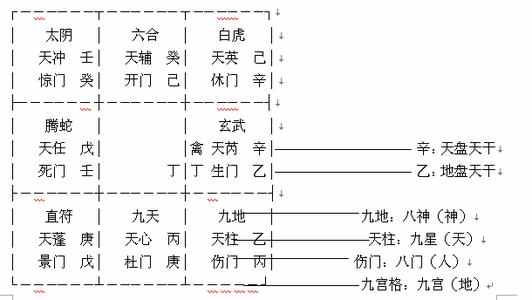 太阴 六合 白虎
天冲 壬 天辅 癸 天英 己
惊门 癸 开门 己 休门 辛
腾蛇 玄武
天任 戊 禽 天芮 辛 辛：天盘天干
死门 壬 丁 丁 生门 乙 乙：地盘天干
直符 九天 九地 九地：八神（神）
天蓬 庚 天心 丙 天柱 乙 天柱：九星（天）
景门 戊 杜门 庚 伤门 丙 伤门：八门（人）
九宫格：九宫（地）